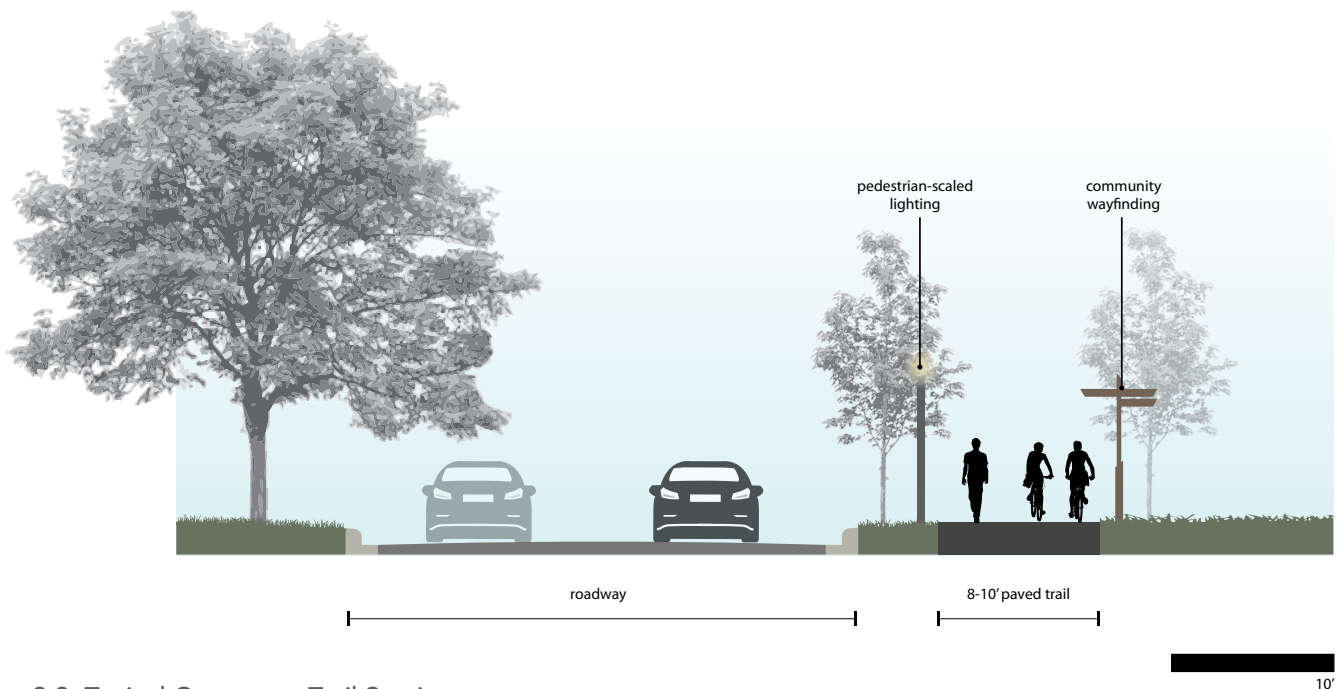 pedestrian-scaled
lighting
community
wayfinding
roadway
8-10’ paved trail
10’